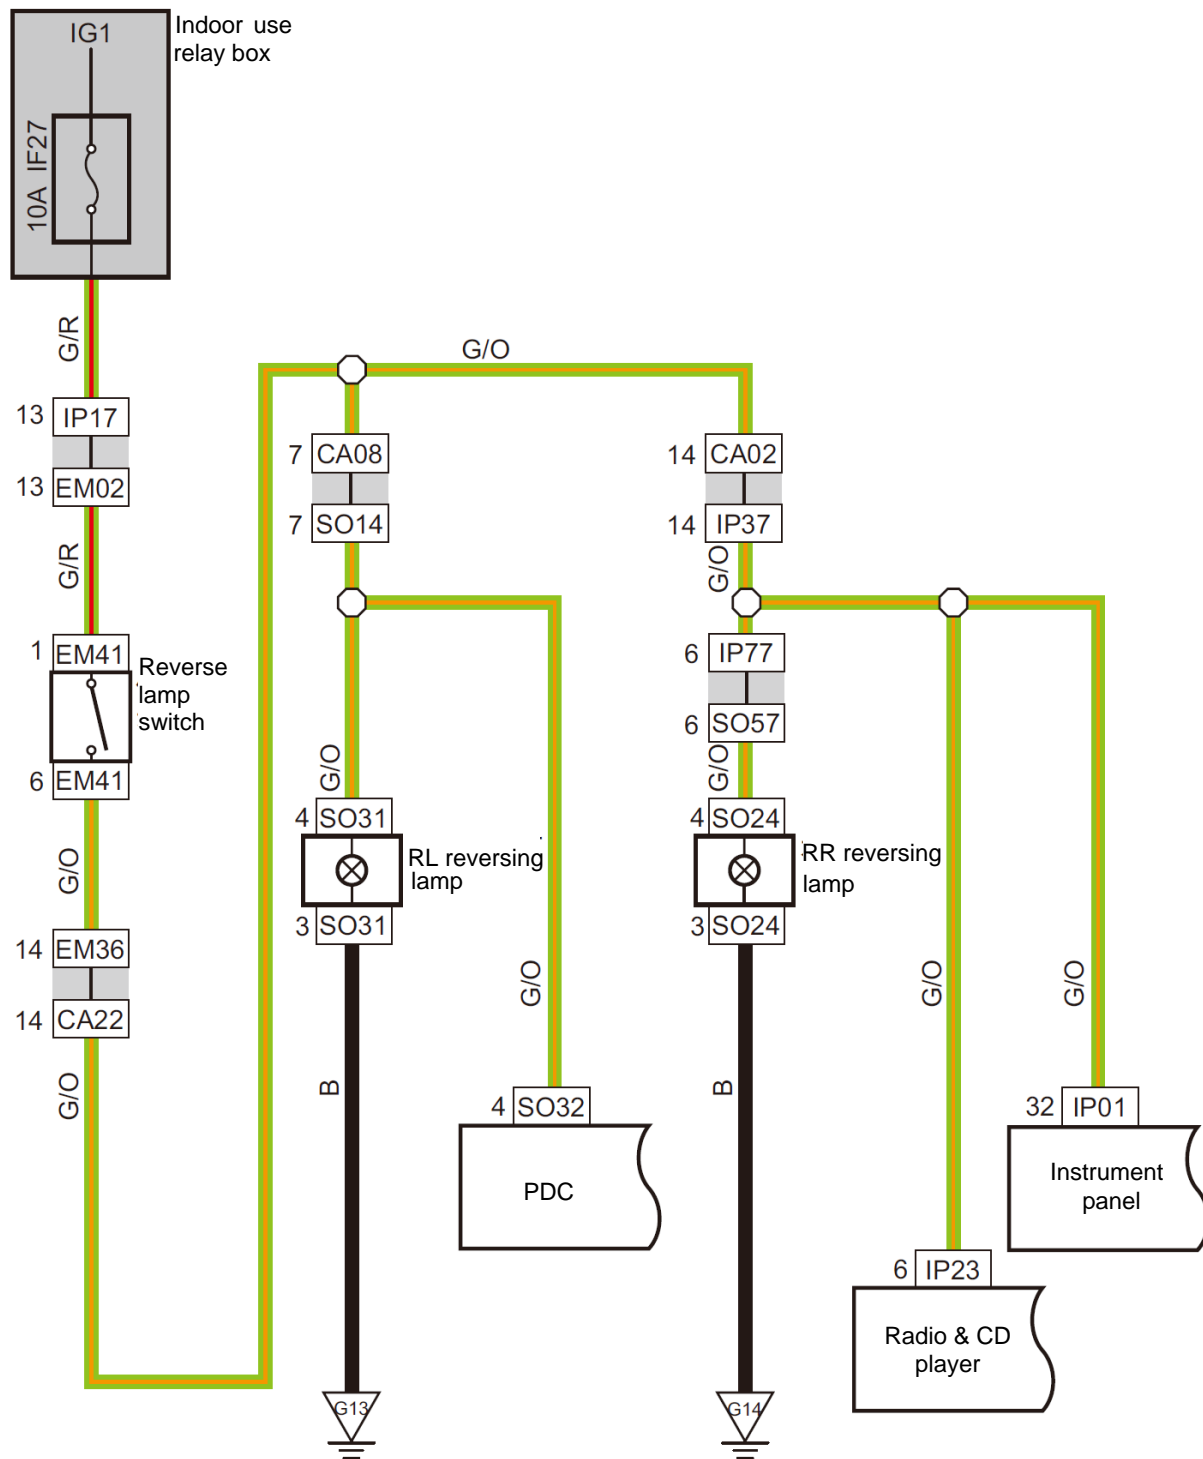 IG1
Indoor use
relay box
10A IF27
G/R
G/O
13 IP17
7 CA08
14 CA02
13 EM02
7 SO14
14 IP37
G/R
G/O
1 EM41
6 IP77
Reverse
lamp
switch
6 SO57
6 EM41
G/O
G/O
4 SO31
4 SO24
G/O
RL reversing
lamp
RR reversing
lamp
3 SO31
3 SO24
14 EM36
G/O
G/O
G/O
14 CA22
G/O
B
B
4 SO32
32 IP01
PDC
Instrument
panel
6 IP23
Radio & CD
player
G13
G14